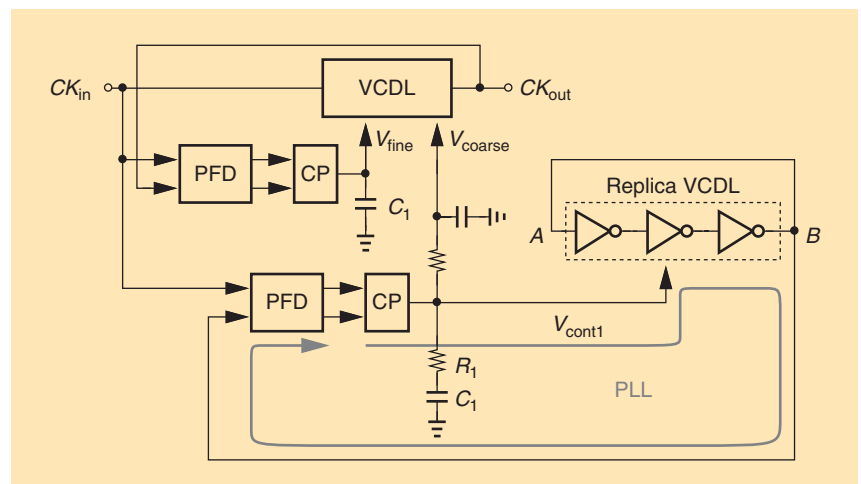 CKin
VCDL
CKout
Vfine
Vcoarse
PFD
CP
C1
Replica VCDL
A
B
PFD
CP
Vcont1
R1
C1
PLL